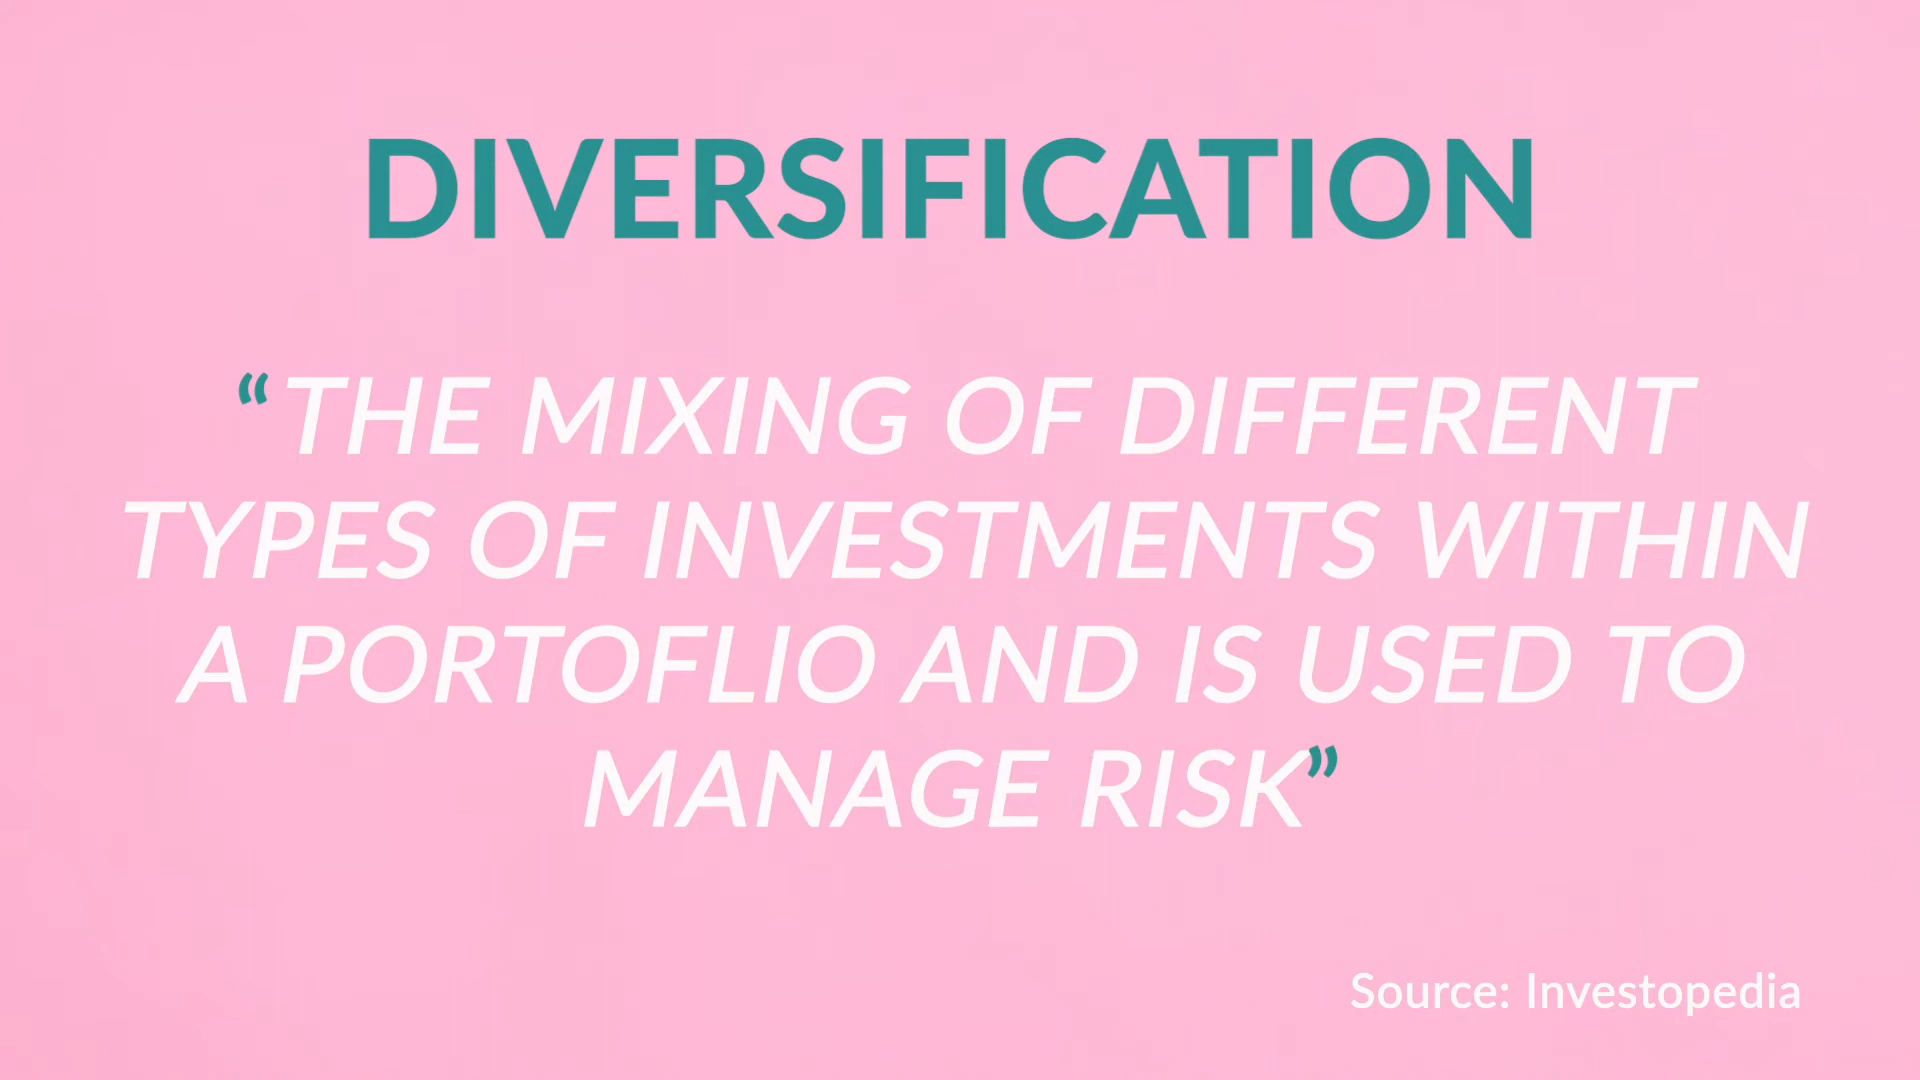 DIVERSIFICATION
“THE MIXING OF DIFFERENT
TYPES OF INVESTMENTS WITHIN
A PORTOFLIO AND IS USED TO
MANAGE RISK”
Source: Investopedia